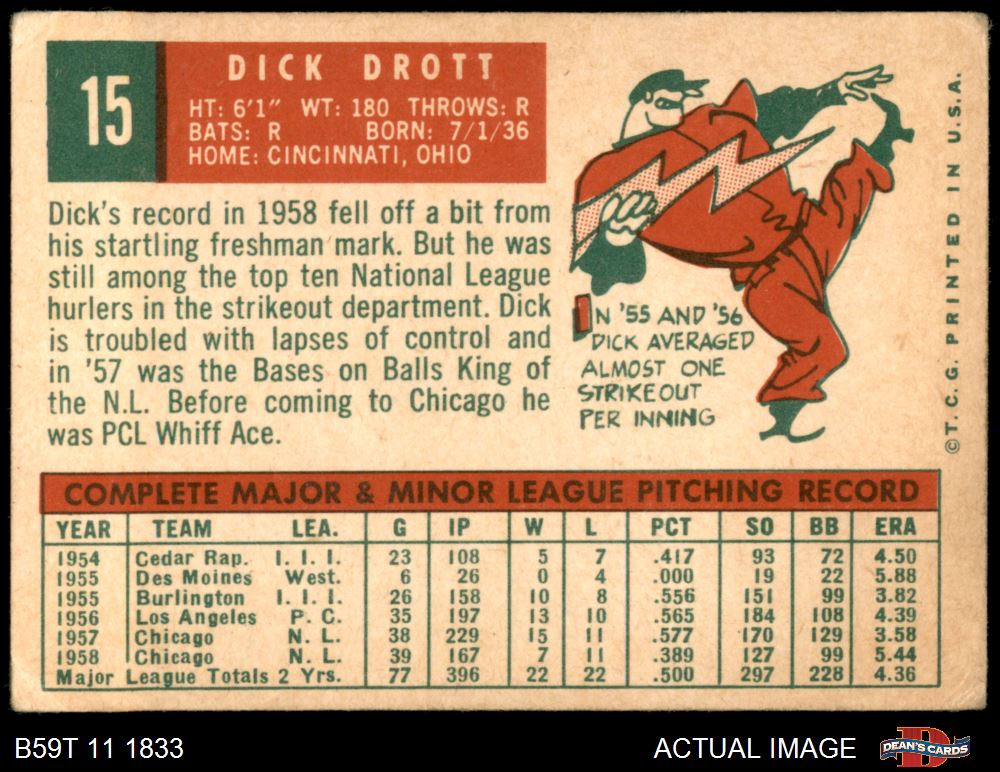 15
DICK DROTT
HT: 6'1" WT: 180 THROWS: R
BATS: R BORN: 7/1/36
HOME: CINCINNATI, OHIO
Dick's record in 1958 fell off a bit from
his startling freshman mark. But he was
still among the top ten National League
hurlers in the strikeout department. Dick
is troubled with lapses of control and
in '57 was the Bases on Balls King of
the N.L. Before coming to Chicago he
was PCL Whiff Ace.
IN '55 AND '56
DICK AVERAGED
ALMOST ONE
STRIKEOUT
PER INNING
©T. C. G. PRINTED IN U.S.A.
COMPLETE MAJOR & MINOR LEAGUE PITCHING RECORD
YEAR TEAM LEA. G IP W L PCT SO BB ERA
1954 Cedar Rap. I. I. I. 23 108 5 7 .417 93 72 4.50
1955 Des Moines West. 6 26 0 4 .000 19 22 5.88
1955 Burlington I. I. I. 26 158 10 8 .556 151 99 3.82
1956 Los Angeles P. C. 35 197 13 10 .565 184 108 4.39
1957 Chicago N. L. 38 229 15 11 .577 170 129 3.58
1958 Chicago N. L. 39 167 7 11 .389 127 99 5.44
Major League Totals 2 Yrs. 77 396 22 22 .500 297 228 4.36
B59T 11 1833
ACTUAL IMAGE
DEAN'S CARDS